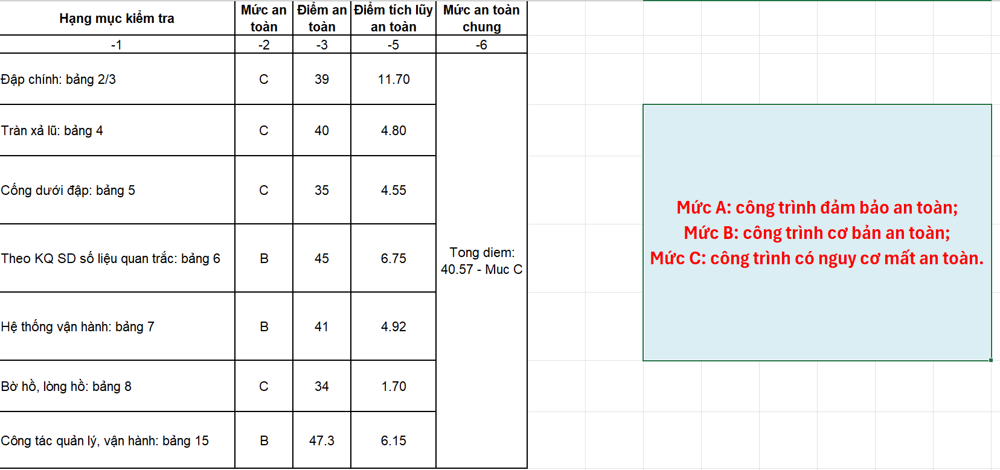 Hạng mục kiểm tra Mức an toàn Điểm an toàn Điểm tích lũy an toàn Mức an toàn chung
-1 -2 -3 -5 -6
Đập chính: bảng 2/3 C 39 11.70
Tràn xả lũ: bảng 4 C 40 4.80
Cống dưới đập: bảng 5 C 35 4.55
Theo KQ SD số liệu quan trắc: bảng 6 B 45 6.75
Tong diem:
40.57 - Muc C
Hệ thống vận hành: bảng 7 B 41 4.92
Bờ hồ, lòng hồ: bảng 8 C 34 1.70
Công tác quản lý, vận hành: bảng 15 B 47.3 6.15
Mức A: công trình đảm bảo an toàn;
Mức B: công trình cơ bản an toàn;
Mức C: công trình có nguy cơ mất an toàn.